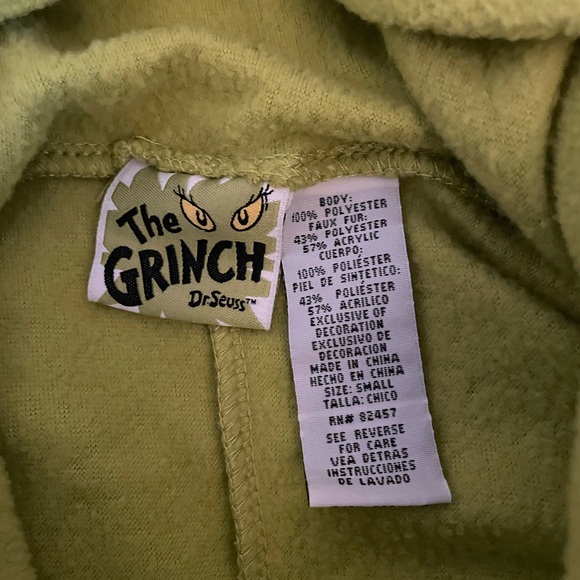 The
GRINCH
Dr. Seuss™
BODY:
100% POLYESTER
FAUX FUR:
43% POLYESTER
57% ACRYLIC
CUERPO:
100% POLIÉSTER
PIEL DE SINTÉTICO:
43% POLIÉSTER
57% ACRILICO
EXCLUSIVE OF
DECORATION
EXCLUSIVO DE
DECORACION
MADE IN CHINA
HECHO EN CHINA
SIZE: SMALL
TALLA: CHICO
RN# 82457
SEE REVERSE
FOR CARE
VEA DETRAS
INSTRUCCIONES
DE LAVADO